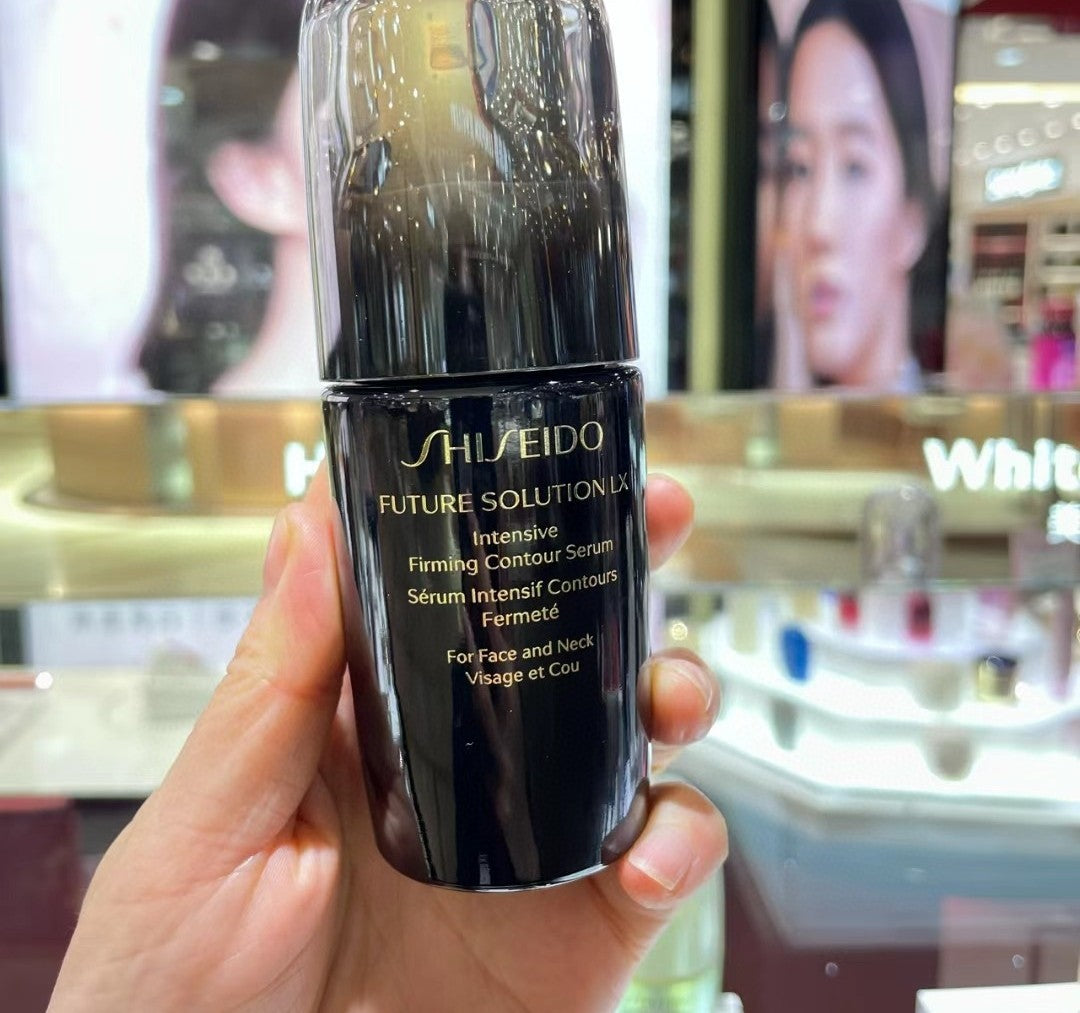 SHISEIDO
FUTURE SOLUTION LX
Intensive
Firming Contour Serum
Sérum Intensif Contours
Fermeté
For Face and Neck
Visage et Cou
Whit